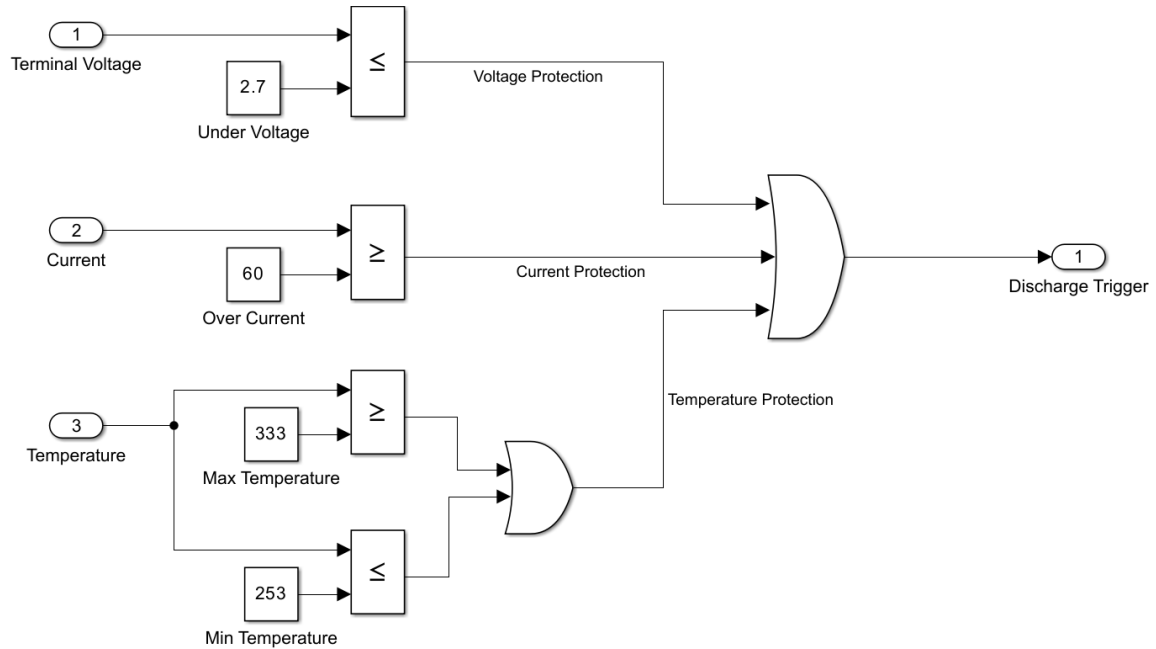 1
Terminal Voltage
2.7
Under Voltage
≤
Voltage Protection
2
Current
60
Over Current
≥
Current Protection
1
Discharge Trigger
3
Temperature
333
Max Temperature
≥
Temperature Protection
253
Min Temperature
≤